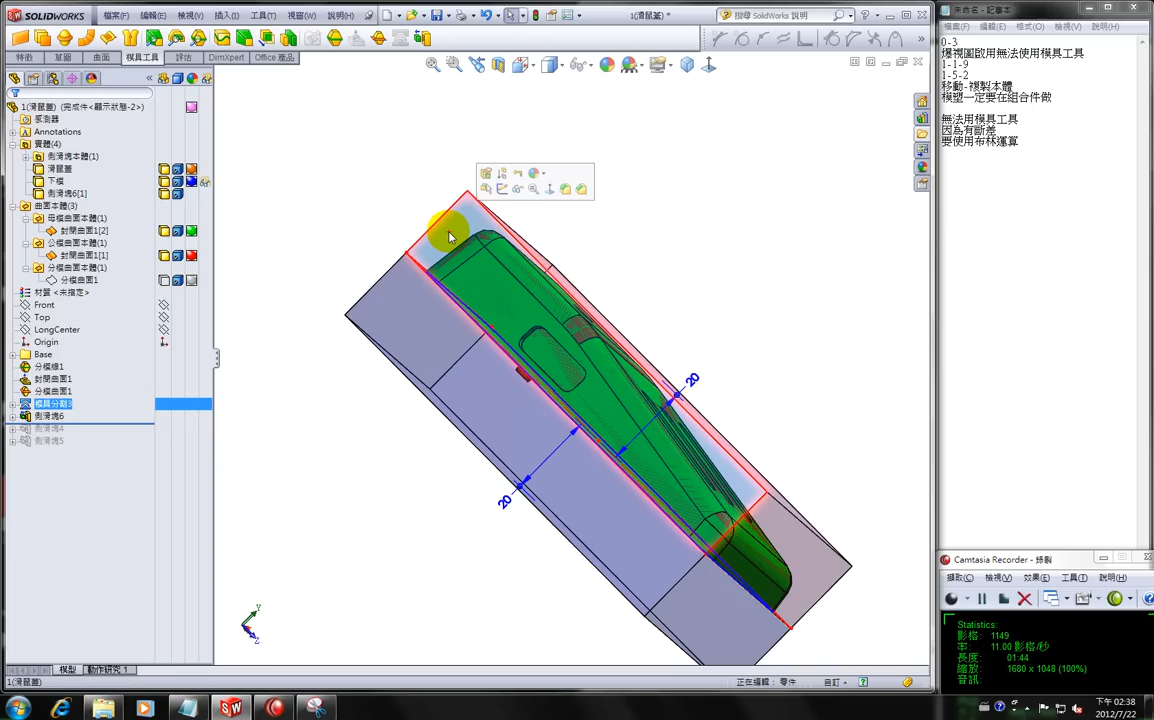 SOLIDWORKS 檔案(F) 編輯(E) 檢視(V) 插入(I) 工具(T) 視窗(W) 說明(H) 1(滑鼠蓋) * 搜尋 SolidWorks 說明
特徵 草圖 曲面 模具工具 評估 DimXpert Office 產品
1(滑鼠蓋) (完成件<顯示狀態-2>)
感測器
Annotations
實體(4)
側滑塊本體(1)
滑鼠蓋
下模
側滑塊6[1]
曲面本體(3)
母模曲面本體(1)
封閉曲面1[2]
公模曲面本體(1)
封閉曲面1[1]
分模曲面本體(1)
分模曲面1
材質 <未指定>
Front
Top
LongCenter
Origin
Base
分模線1
封閉曲面1
分模曲面1
模具分割3
側滑塊6
側滑塊4
側滑塊5
20
20
Y
Z
模型 動作研究 1
1(滑鼠蓋) 正在編輯：零件 自訂
未命名 - 記事本
檔案(F) 編輯(E) 格式(O) 檢視(V) 說明(H)
0-3
爆視圖啟用無法使用模具工具
1-1-9
1-5-2
移動-複製本體
模塑一定要在組合件做
無法用模具工具
因為有斷差
要使用布林運算
Camtasia Recorder - 錄製
擷取(C) 檢視(V) 效果(E) 工具(T) 說明(H)
Statistics:
影格: 1149
率: 11.00 影格/秒
長度: 01:44
縮放: 1680 x 1048 (100%)
音訊:
下午 02:38
2012/7/22